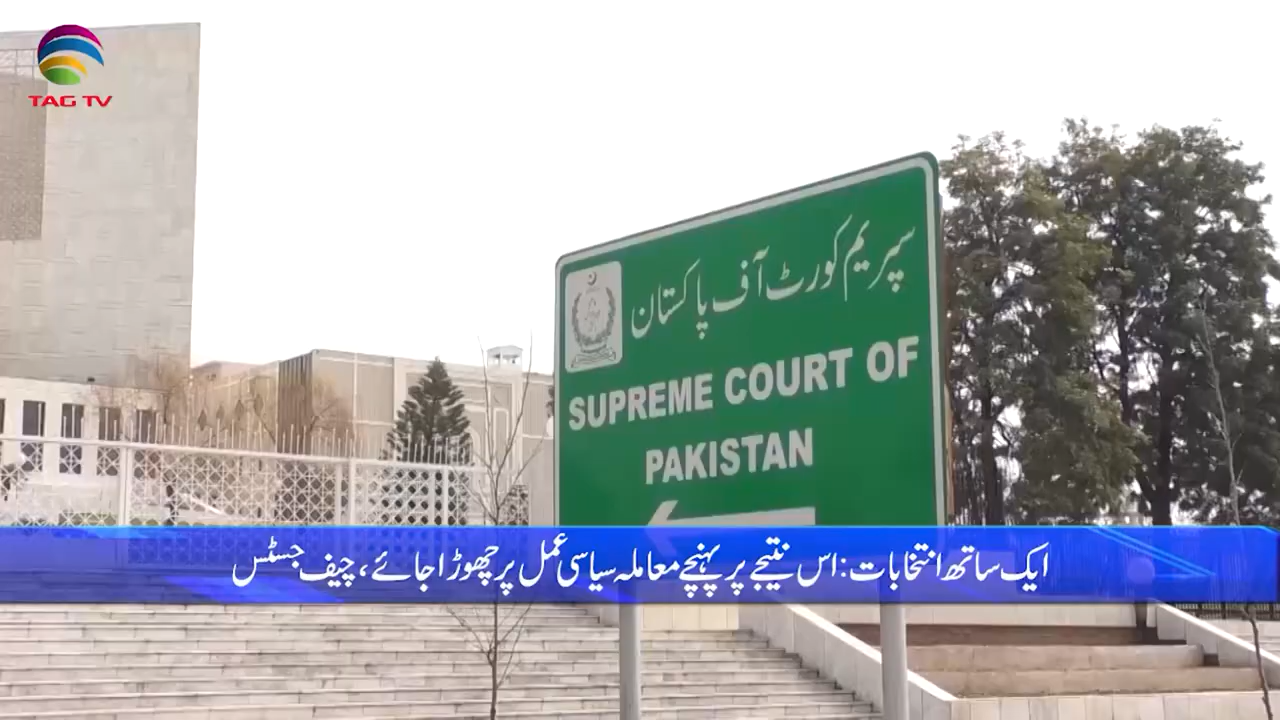 TAG TV
سپریم کورٹ آف پاکستان
SUPREME COURT OF
PAKISTAN
ایک ساتھ انتخابات: اس نتیجے پر پہنچے معاملہ سیاسی عمل پر چھوڑا جائے، چیف جسٹس